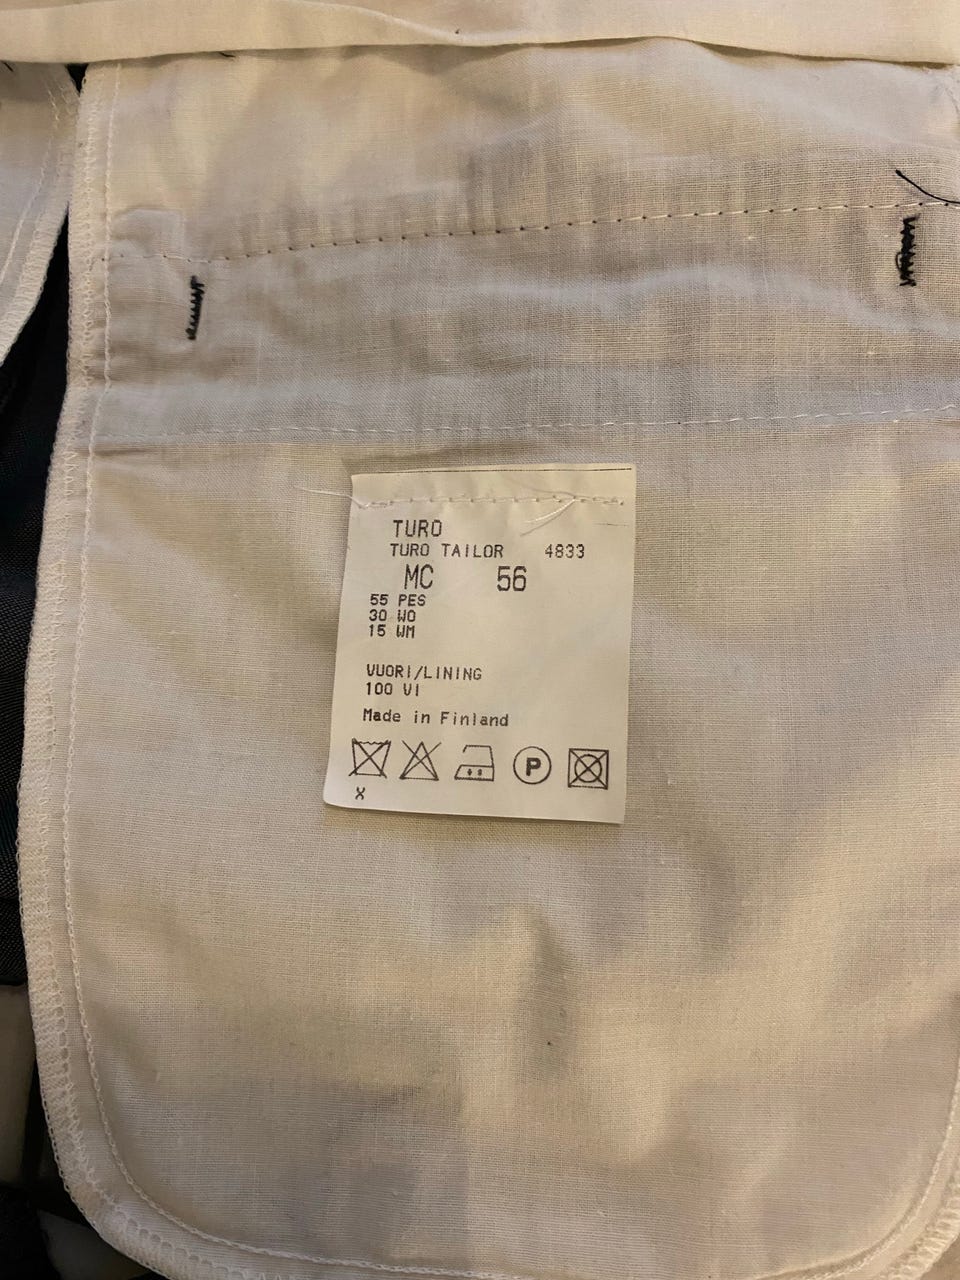 TURO
TURO TAILOR 4833
MC 56
55 PES
30 WO
15 WM
VUORI/LINING
100 VI
Made in Finland
P
X